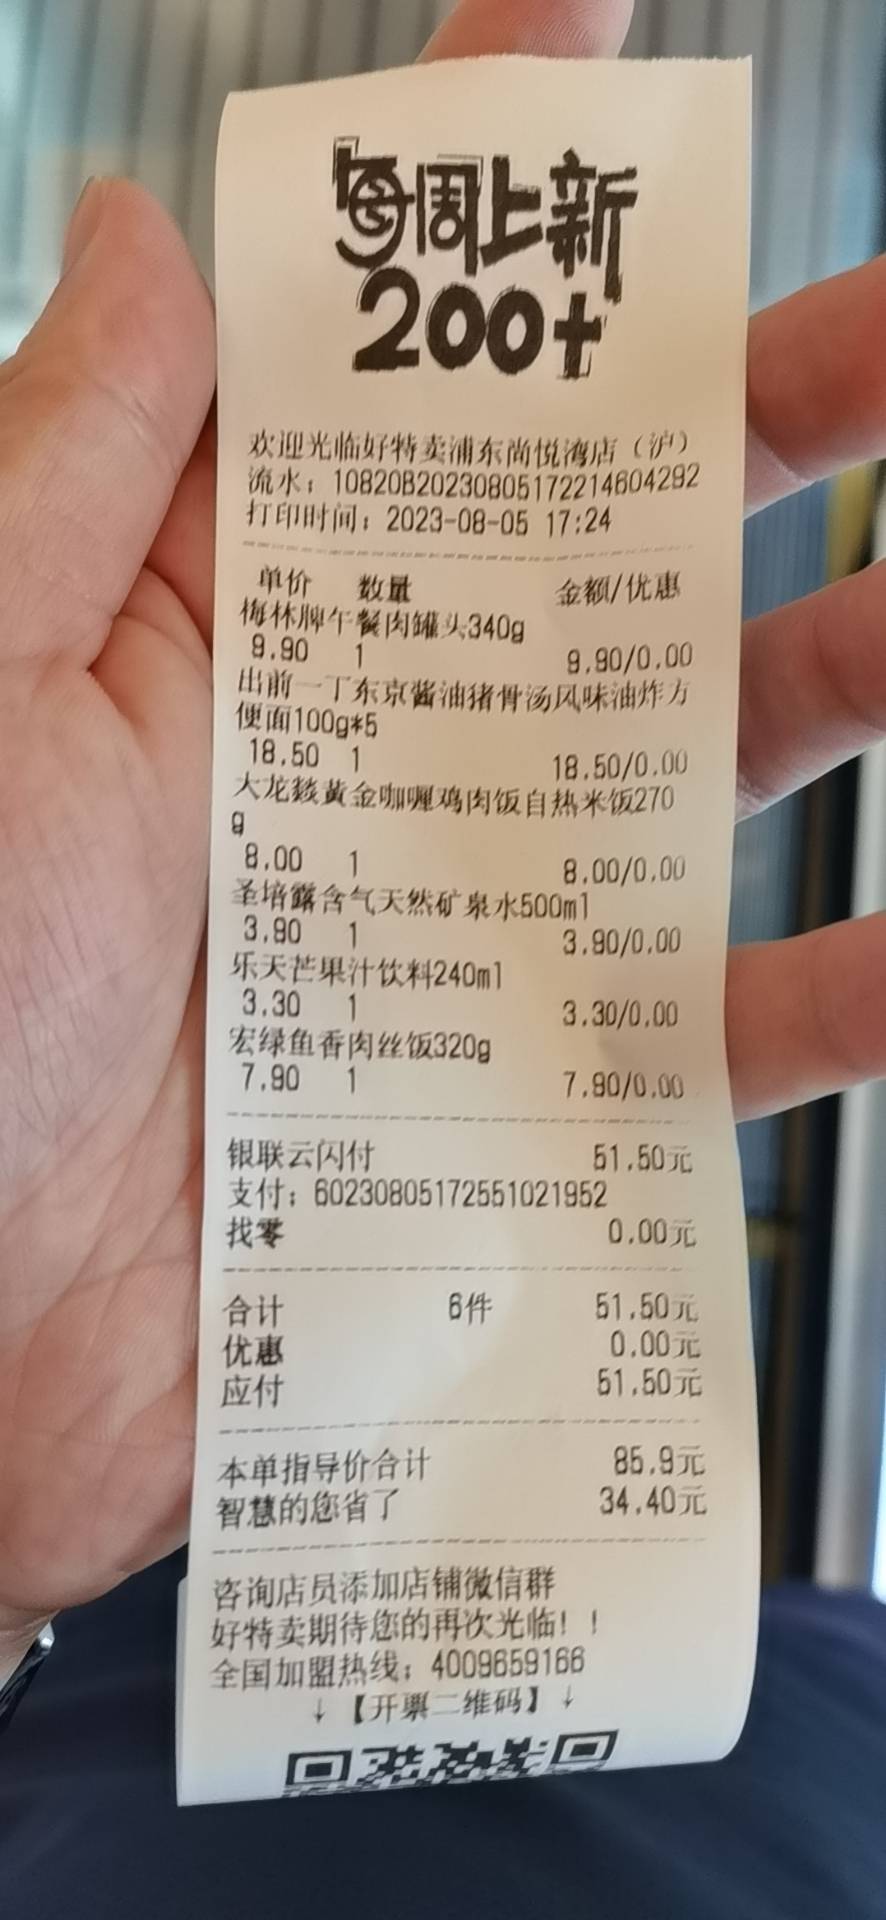 每周上新
200+
欢迎光临好特卖浦东尚悦湾店（沪）
流水：10820B20230805172214604292
打印时间：2023-08-05 17:24
单价 数量 金额/优惠
梅林牌午餐肉罐头340g
9.90 1 9.90/0.00
出前一丁东京酱油猪骨汤风味油炸方
便面100g*5
18.50 1 18.50/0.00
大龙燚黄金咖喱鸡肉饭自热米饭270
g
8.00 1 8.00/0.00
圣培露含气天然矿泉水500ml
3.90 1 3.90/0.00
乐天芒果汁饮料240ml
3.30 1 3.30/0.00
宏绿鱼香肉丝饭320g
7.90 1 7.90/0.00
银联云闪付 51.50元
支付：60230805172551021952
找零 0.00元
合计 6件 51.50元
优惠 0.00元
应付 51.50元
本单指导价合计 85.9元
智慧的您省了 34.40元
咨询店员添加店铺微信群
好特卖期待您的再次光临！！
全国加盟热线：4009659166
↓【开票二维码】↓